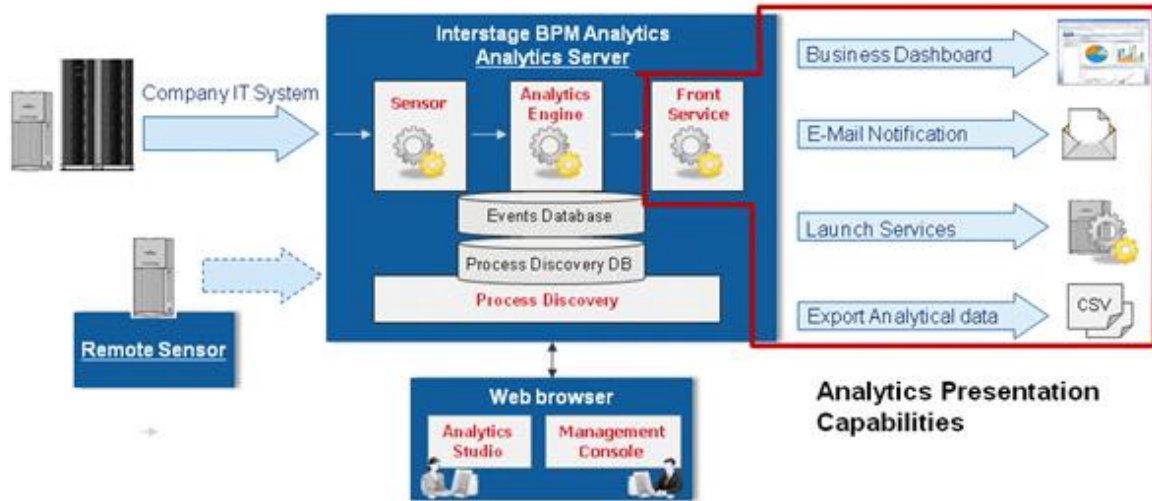 Interstage BPM Analytics
Analytics Server
Company IT System
Sensor
Analytics
Engine
Front
Service
Events Database
Process Discovery DB
Process Discovery
Remote Sensor
Web browser
Analytics
Studio
Management
Console
Business Dashboard
E-Mail Notification
Launch Services
Export Analytical data
CSV
Analytics Presentation
Capabilities